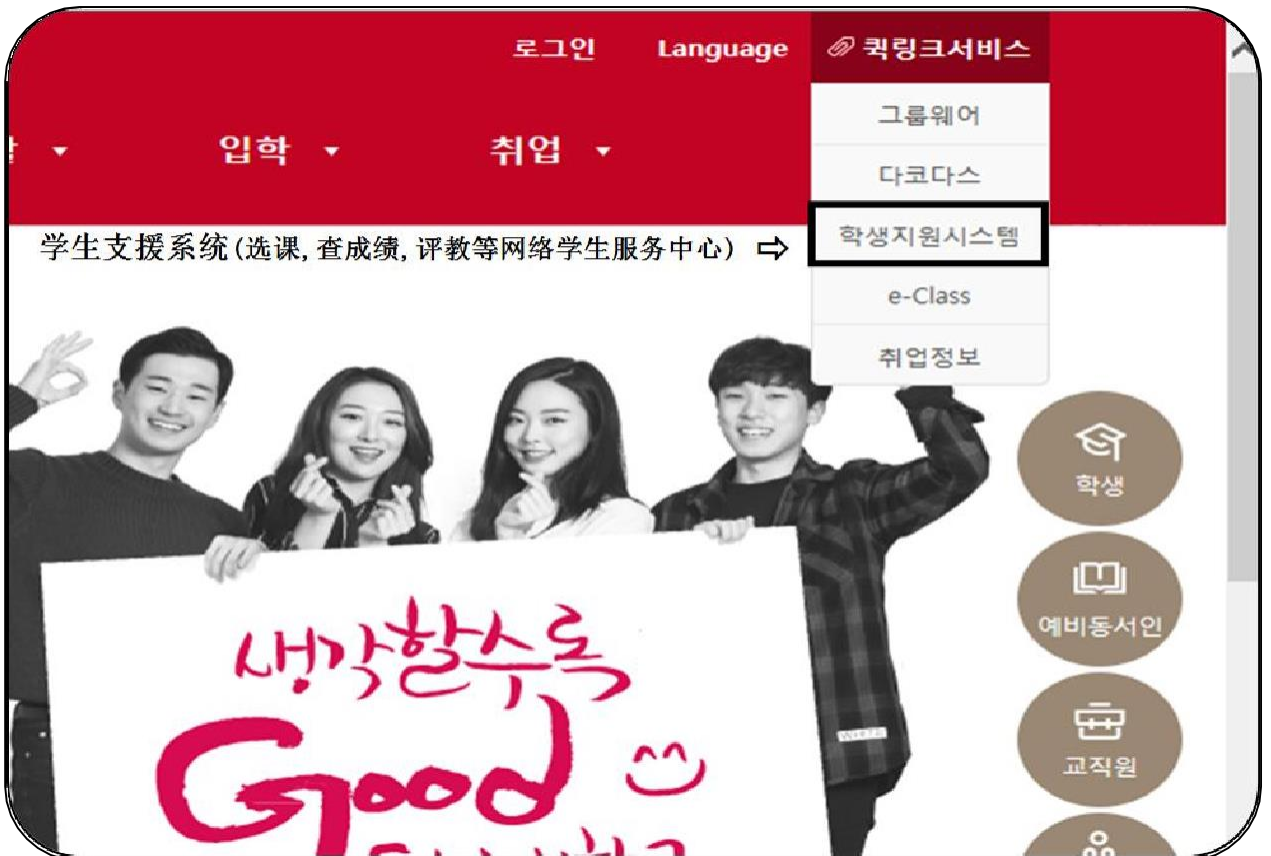 로그인 Language 퀵링크서비스
그룹웨어
입학 취업
다코다스
学生支援系统(选课, 查成绩, 评教等网络学生服务中心) ⇨ 학생지원시스템
e-Class
취업정보
학생
예비동서인
교직원
생각할수록
Good